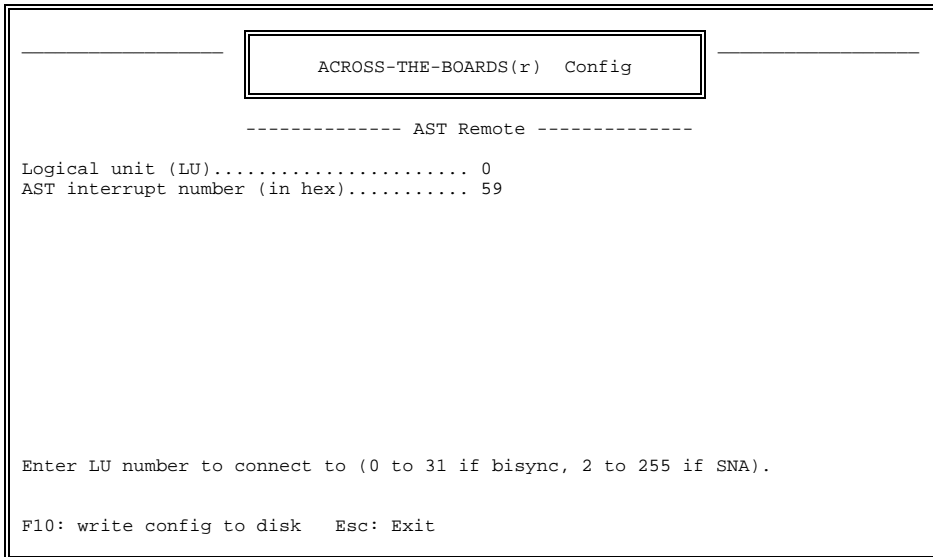 ACROSS-THE-BOARDS(r)  Config
-------------- AST Remote --------------
Logical unit (LU)....................... 0
AST interrupt number (in hex)........... 59
Enter LU number to connect to (0 to 31 if bisync, 2 to 255 if SNA).
F10: write config to disk   Esc: Exit